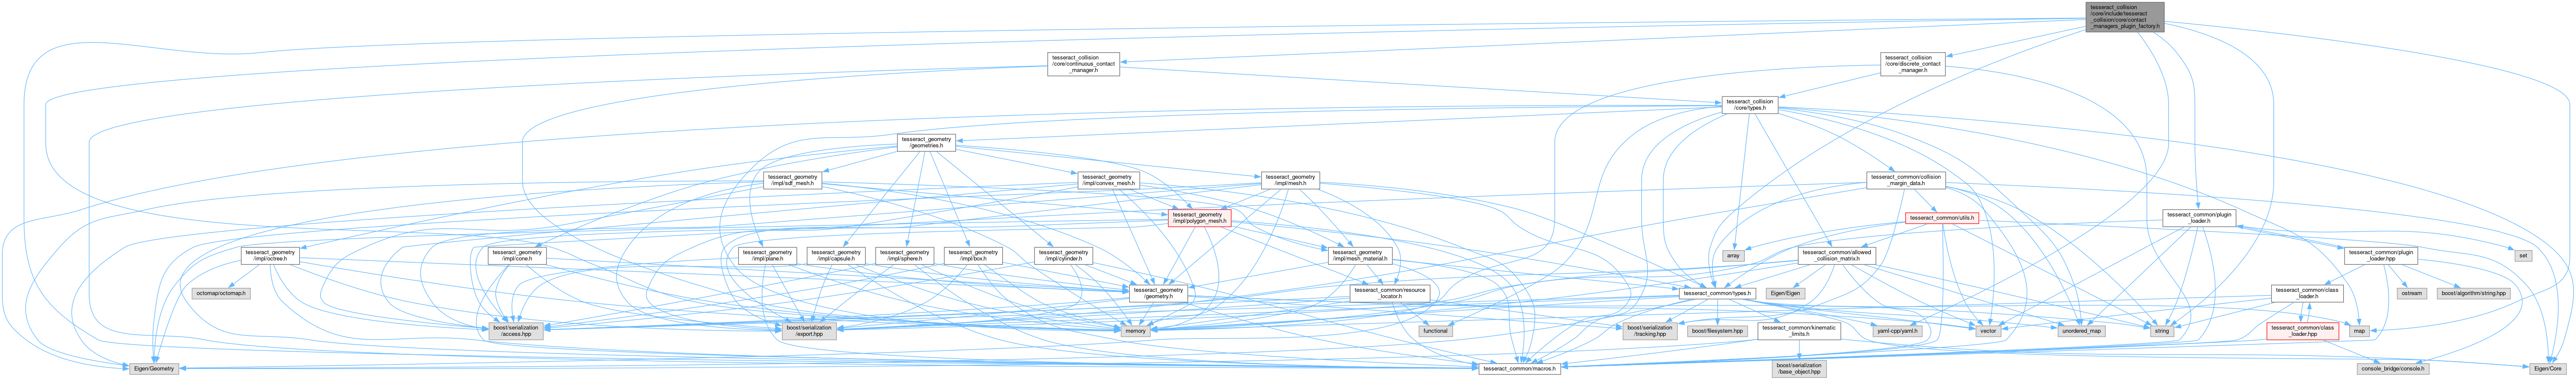 tesseract_collision
/core/include/tesseract
_collision/core/contact
_managers_plugin_factory.h
tesseract_collision
/core/continuous_contact
_manager.h
tesseract_collision
/core/discrete_contact
_manager.h
tesseract_collision
/core/types.h
tesseract_geometry
/geometries.h
tesseract_geometry
/impl/sdf_mesh.h
tesseract_geometry
/impl/convex_mesh.h
tesseract_geometry
/impl/mesh.h
tesseract_common/collision
_margin_data.h
tesseract_geometry
/impl/polygon_mesh.h
tesseract_common/utils.h
tesseract_common/plugin
_loader.h
tesseract_geometry
/impl/octree.h
tesseract_geometry
/impl/cone.h
tesseract_geometry
/impl/plane.h
tesseract_geometry
/impl/capsule.h
tesseract_geometry
/impl/sphere.h
tesseract_geometry
/impl/box.h
tesseract_geometry
/impl/cylinder.h
tesseract_geometry
/impl/mesh_material.h
array
tesseract_common/allowed
_collision_matrix.h
set
tesseract_common/plugin
_loader.hpp
octomap/octomap.h
tesseract_geometry
/geometry.h
tesseract_common/resource
_locator.h
Eigen/Eigen
tesseract_common/types.h
tesseract_common/class
_loader.h
ostream
boost/algorithm/string.hpp
boost/serialization
/access.hpp
boost/serialization
/export.hpp
memory
functional
boost/serialization
/tracking.hpp
boost/filesystem.hpp
tesseract_common/kinematic
_limits.h
yaml-cpp/yaml.h
vector
unordered_map
string
tesseract_common/class
_loader.hpp
map
Eigen/Geometry
tesseract_common/macros.h
boost/serialization
/base_object.hpp
console_bridge/console.h
Eigen/Core